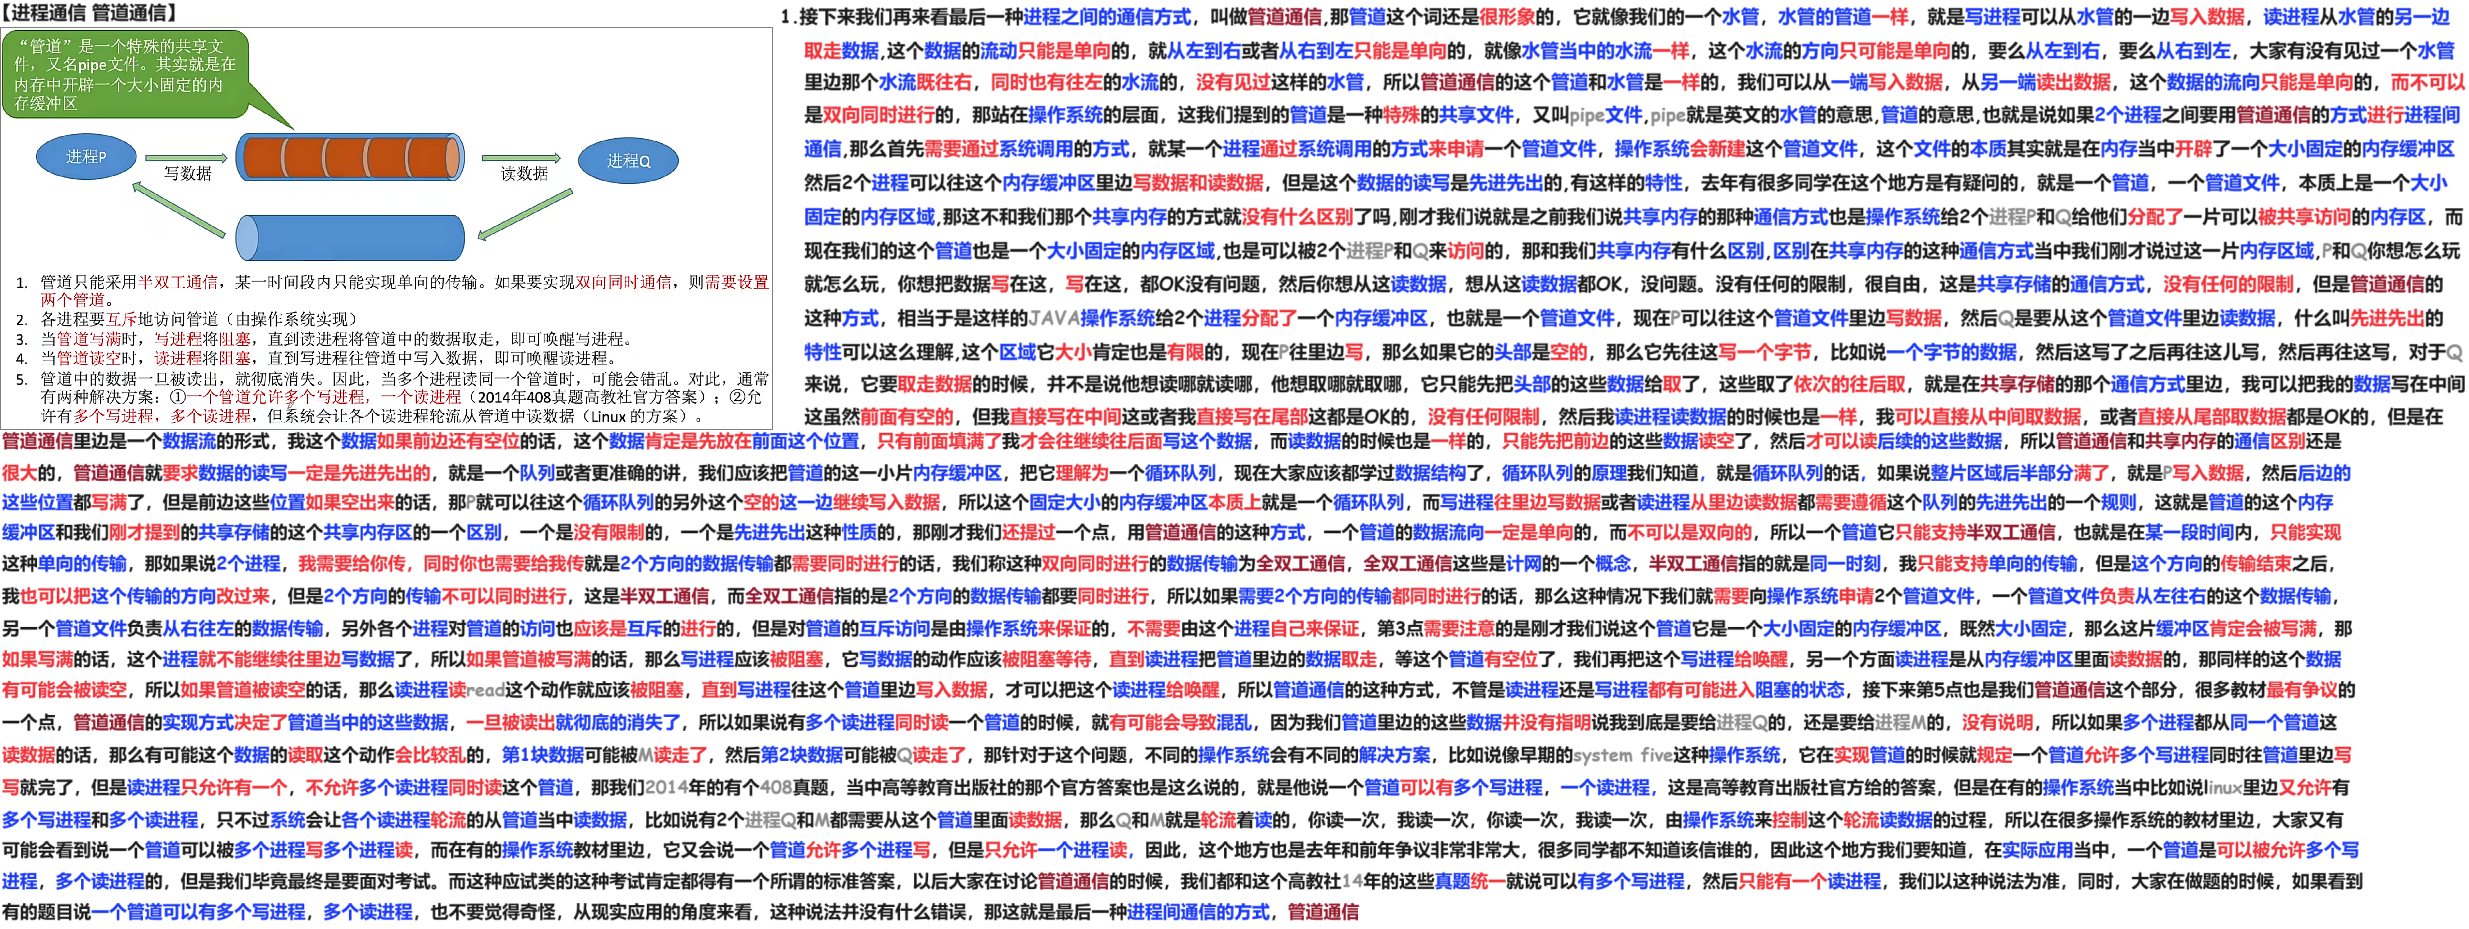 【进程通信 管道通信】
“管道”是一个特殊的共享文
件，又名pipe文件。其实就是在
内存中开辟一个大小固定的内
存缓冲区
进程P
写数据
读数据
进程Q
1. 管道只能采用半双工通信，某一时间段内只能实现单向的传输。如果要实现双向同时通信，则需要设置
两个管道。
2. 各进程要互斥地访问管道（由操作系统实现）
3. 当管道写满时，写进程将阻塞，直到读进程将管道中的数据取走，即可唤醒写进程。
4. 当管道读空时，读进程将阻塞，直到写进程往管道中写入数据，即可唤醒读进程。
5. 管道中的数据一旦被读出，就彻底消失。因此，当多个进程读同一个管道时，可能会错乱。对此，通常
有两种解决方案：①一个管道允许多个写进程，一个读进程（2014年408真题高教社官方答案）；②允
许有多个写进程，多个读进程，但系统会让各个读进程轮流从管道中读数据（Linux 的方案）。
1.接下来我们再来看最后一种进程之间的通信方式，叫做管道通信,那管道这个词还是很形象的，它就像我们的一个水管，水管的管道一样，就是写进程可以从水管的一边写入数据，读进程从水管的另一边
取走数据,这个数据的流动只能是单向的，就从左到右或者从右到左只能是单向的，就像水管当中的水流一样，这个水流的方向只可能是单向的，要么从左到右，要么从右到左，大家有没有见过一个水管
里边那个水流既往右，同时也有往左的水流的，没有见过这样的水管，所以管道通信的这个管道和水管是一样的，我们可以从一端写入数据，从另一端读出数据，这个数据的流向只能是单向的，而不可以
是双向同时进行的，那站在操作系统的层面，这我们提到的管道是一种特殊的共享文件，又叫pipe文件,pipe就是英文的水管的意思,管道的意思,也就是说如果2个进程之间要用管道通信的方式进行进程间
通信,那么首先需要通过系统调用的方式，就某一个进程通过系统调用的方式来申请一个管道文件，操作系统会新建这个管道文件，这个文件的本质其实就是在内存当中开辟了一个大小固定的内存缓冲区
然后2个进程可以往这个内存缓冲区里边写数据和读数据，但是这个数据的读写是先进先出的,有这样的特性，去年有很多同学在这个地方是有疑问的，就是一个管道，一个管道文件，本质上是一个大小
固定的内存区域,那这不和我们那个共享内存的方式就没有什么区别了吗,刚才我们说就是之前我们说共享内存的那种通信方式也是操作系统给2个进程P和Q给他们分配了一片可以被共享访问的内存区，而
现在我们的这个管道也是一个大小固定的内存区域,也是可以被2个进程P和Q来访问的，那和我们共享内存有什么区别,区别在共享内存的这种通信方式当中我们刚才说过这一片内存区域,P和Q你想怎么玩
就怎么玩，你想把数据写在这，写在这，都OK没有问题，然后你想从这读数据，想从这读数据都OK，没问题。没有任何的限制，很自由，这是共享存储的通信方式，没有任何的限制，但是管道通信的
这种方式，相当于是这样的JAVA操作系统给2个进程分配了一个内存缓冲区，也就是一个管道文件，现在P可以往这个管道文件里边写数据，然后Q是要从这个管道文件里边读数据，什么叫先进先出的
特性可以这么理解,这个区域它大小肯定也是有限的，现在P往里边写，那么如果它的头部是空的，那么它先往这写一个字节，比如说一个字节的数据，然后这写了之后再往这儿写，然后再往这写，对于Q
来说，它要取走数据的时候，并不是说他想读哪就读哪，他想取哪就取哪，它只能先把头部的这些数据给取了，这些取了依次的往后取，就是在共享存储的那个通信方式里边，我可以把我的数据写在中间
这虽然前面有空的，但我直接写在中间这或者我直接写在尾部这都是OK的，没有任何限制，然后我读进程读数据的时候也是一样，我可以直接从中间取数据，或者直接从尾部取数据都是OK的，但是在
管道通信里边是一个数据流的形式，我这个数据如果前边还有空位的话，这个数据肯定是先放在前面这个位置，只有前面填满了我才会往继续往后面写这个数据，而读数据的时候也是一样的，只能先把前边的这些数据读空了，然后才可以读后续的这些数据，所以管道通信和共享内存的通信区别还是
很大的，管道通信就要求数据的读写一定是先进先出的，就是一个队列或者更准确的讲，我们应该把管道的这一小片内存缓冲区，把它理解为一个循环队列，现在大家应该都学过数据结构了，循环队列的原理我们知道，就是循环队列的话，如果说整片区域后半部分满了，就是P写入数据，然后后边的
这些位置都写满了，但是前边这些位置如果空出来的话，那P就可以往这个循环队列的另外这个空的这一边继续写入数据，所以这个固定大小的内存缓冲区本质上就是一个循环队列，而写进程往里边写数据或者读进程从里边读数据都需要遵循这个队列的先进先出的一个规则，这就是管道的这个内存
缓冲区和我们刚才提到的共享存储的这个共享内存区的一个区别，一个是没有限制的，一个是先进先出这种性质的，那刚才我们还提过一个点，用管道通信的这种方式，一个管道的数据流向一定是单向的，而不可以是双向的，所以一个管道它只能支持半双工通信，也就是在某一段时间内，只能实现
这种单向的传输，那如果说2个进程，我需要给你传，同时你也需要给我传就是2个方向的数据传输都需要同时进行的话，我们称这种双向同时进行的数据传输为全双工通信，全双工通信这些是计网的一个概念，半双工通信指的就是同一时刻，我只能支持单向的传输，但是这个方向的传输结束之后，
我也可以把这个传输的方向改过来，但是2个方向的传输不可以同时进行，这是半双工通信，而全双工通信指的是2个方向的数据传输都要同时进行，所以如果需要2个方向的传输都同时进行的话，那么这种情况下我们就需要向操作系统申请2个管道文件，一个管道文件负责从左往右的这个数据传输，
另一个管道文件负责从右往左的数据传输，另外各个进程对管道的访问也应该是互斥的进行的，但是对管道的互斥访问是由操作系统来保证的，不需要由这个进程自己来保证，第3点需要注意的是刚才我们说这个管道它是一个大小固定的内存缓冲区，既然大小固定，那么这片缓冲区肯定会被写满，那
如果写满的话，这个进程就不能继续往里边写数据了，所以如果管道被写满的话，那么写进程应该被阻塞，它写数据的动作应该被阻塞等待，直到读进程把管道里边的数据取走，等这个管道有空位了，我们再把这个写进程给唤醒，另一个方面读进程是从内存缓冲区里面读数据的，那同样的这个数据
有可能会被读空，所以如果管道被读空的话，那么读进程读read这个动作就应该被阻塞，直到写进程往这个管道里边写入数据，才可以把这个读进程给唤醒，所以管道通信的这种方式，不管是读进程还是写进程都有可能进入阻塞的状态，接下来第5点也是我们管道通信这个部分，很多教材最有争议的
一个点，管道通信的实现方式决定了管道当中的这些数据，一旦被读出就彻底的消失了，所以如果说有多个读进程同时读一个管道的时候，就有可能会导致混乱，因为我们管道里边的这些数据并没有指明说我到底是要给进程Q的，还是要给进程M的，没有说明，所以如果多个进程都从同一个管道这
读数据的话，那么有可能这个数据的读取这个动作会比较乱的，第1块数据可能被M读走了，然后第2块数据可能被Q读走了，那针对于这个问题，不同的操作系统会有不同的解决方案，比如说像早期的system five这种操作系统，它在实现管道的时候就规定一个管道允许多个写进程同时往管道里边写
写就完了，但是读进程只允许有一个，不允许多个读进程同时读这个管道，那我们2014年的有个408真题，当中高等教育出版社的那个官方答案也是这么说的，就是他说一个管道可以有多个写进程，一个读进程，这是高等教育出版社官方给的答案，但是在有的操作系统当中比如说linux里边又允许有
多个写进程和多个读进程，只不过系统会让各个读进程轮流的从管道当中读数据，比如说有2个进程Q和M都需要从这个管道里面读数据，那么Q和M就是轮流着读的，你读一次，我读一次，你读一次，我读一次，由操作系统来控制这个轮流读数据的过程，所以在很多操作系统的教材里边，大家又有
可能会看到说一个管道可以被多个进程写多个进程读，而在有的操作系统教材里边，它又会说一个管道允许多个进程写，但是只允许一个进程读，因此，这个地方也是去年和前年争议非常非常大，很多同学都不知道该信谁的，因此这个地方我们要知道，在实际应用当中，一个管道是可以被允许多个写
进程，多个读进程的，但是我们毕竟最终是要面对考试。而这种应试类的这种考试肯定都得有一个所谓的标准答案，以后大家在讨论管道通信的时候，我们都和这个高教社14年的这些真题统一就说可以有多个写进程，然后只能有一个读进程，我们以这种说法为准，同时，大家在做题的时候，如果看到
有的题目说一个管道可以有多个写进程，多个读进程，也不要觉得奇怪，从现实应用的角度来看，这种说法并没有什么错误，那这就是最后一种进程间通信的方式，管道通信